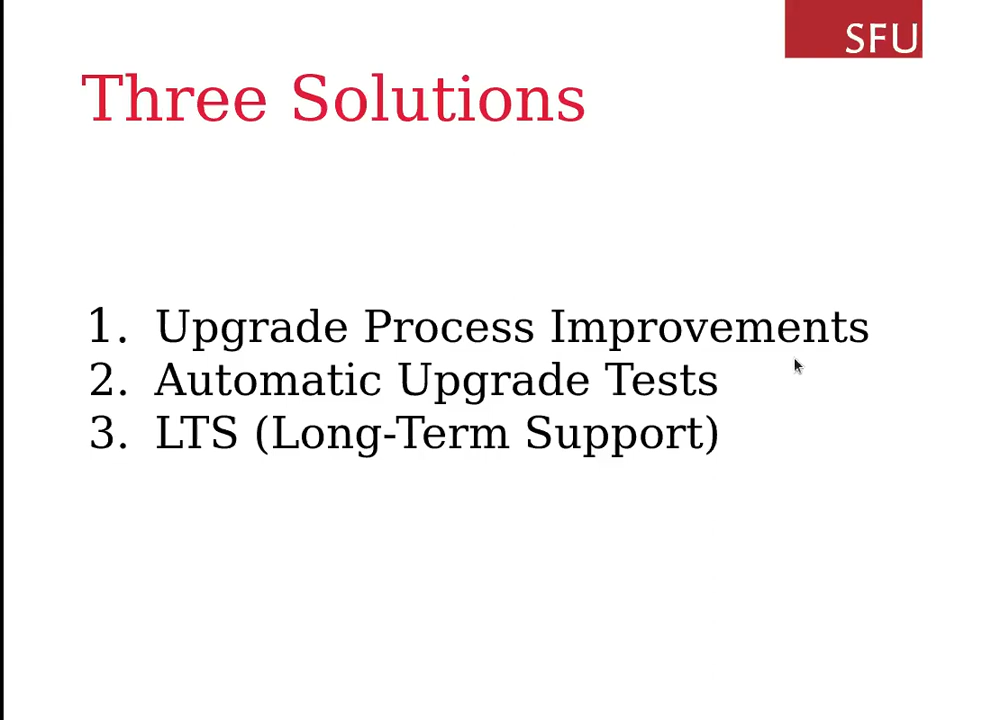 SFU
Three Solutions
1. Upgrade Process Improvements
2. Automatic Upgrade Tests
3. LTS (Long-Term Support)